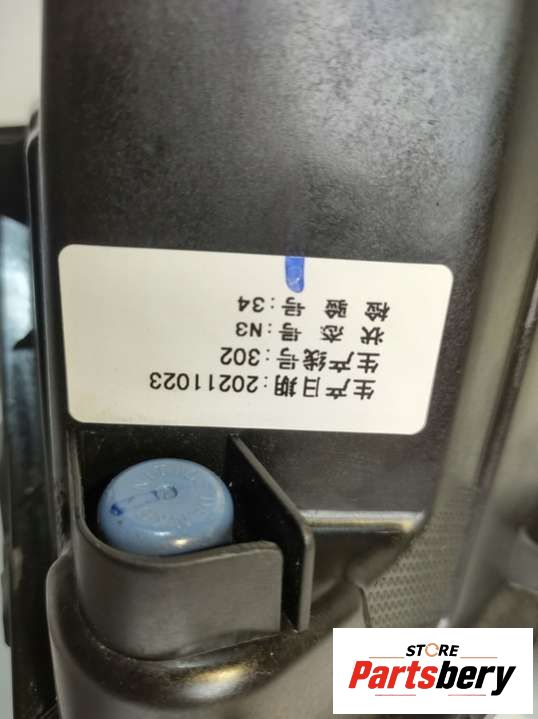 生产日期:20211023
生产线号:302
状 态 号:N3
检 验 号:34
STORE
Partsbery